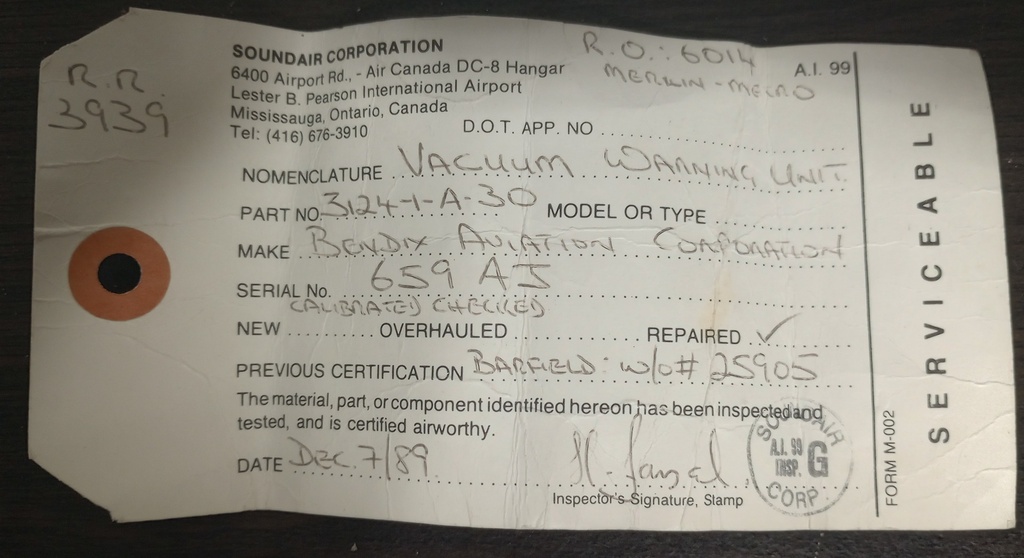 R.R. 3939
SOUNDAIR CORPORATION
6400 Airport Rd., - Air Canada DC-8 Hangar
Lester B. Pearson International Airport
Mississauga, Ontario, Canada
Tel: (416) 676-3910
R.O.: 6014
MERLIN - METRO
A.I. 99
D.O.T. APP. NO
NOMENCLATURE VACUUM WARNING UNIT.
PART NO. 3124-1-A-30 MODEL OR TYPE
MAKE BENDIX AVIATION CORPORATION
SERIAL No. 659 AJ
CALIBRATED CHECKED
NEW OVERHAULED REPAIRED ✓
PREVIOUS CERTIFICATION BARFIELD: W/O# 25905
The material, part, or component identified hereon has been inspected and
tested, and is certified airworthy.
DATE DEC. 7/89
Inspector's Signature, Stamp
SOUNDAIR
A.I. 99
INSP. G
CORP.
FORM M-002
SERVICEABLE